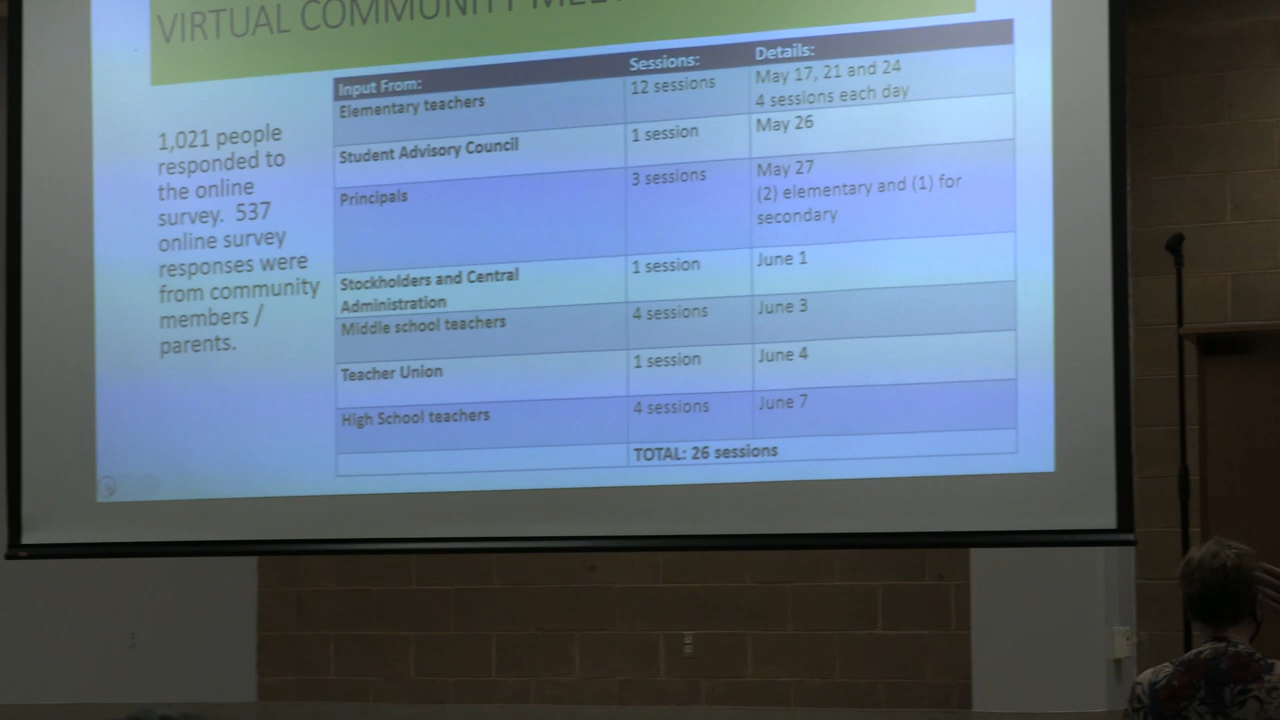 VIRTUAL COMMUNITY
1,021 people
responded to
the online
survey. 537
online survey
responses were
from community
members /
parents.
Input From: Sessions: Details:
Elementary teachers 12 sessions May 17, 21 and 24
4 sessions each day
Student Advisory Council 1 session May 26
Principals 3 sessions May 27
(2) elementary and (1) for
secondary
Stockholders and Central
Administration 1 session June 1
Middle school teachers 4 sessions June 3
Teacher Union 1 session June 4
High School teachers 4 sessions June 7
TOTAL: 26 sessions